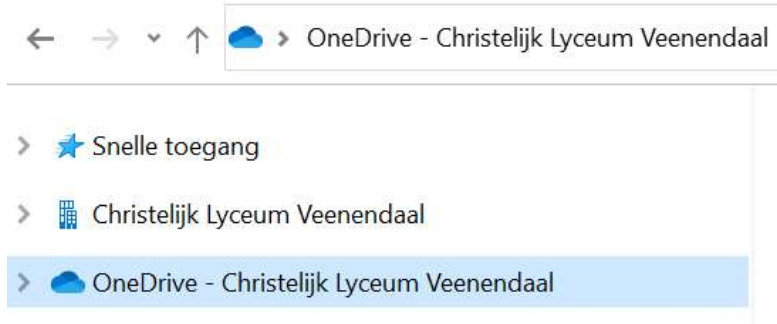 OneDrive - Christelijk Lyceum Veenendaal
Snelle toegang
Christelijk Lyceum Veenendaal
OneDrive - Christelijk Lyceum Veenendaal